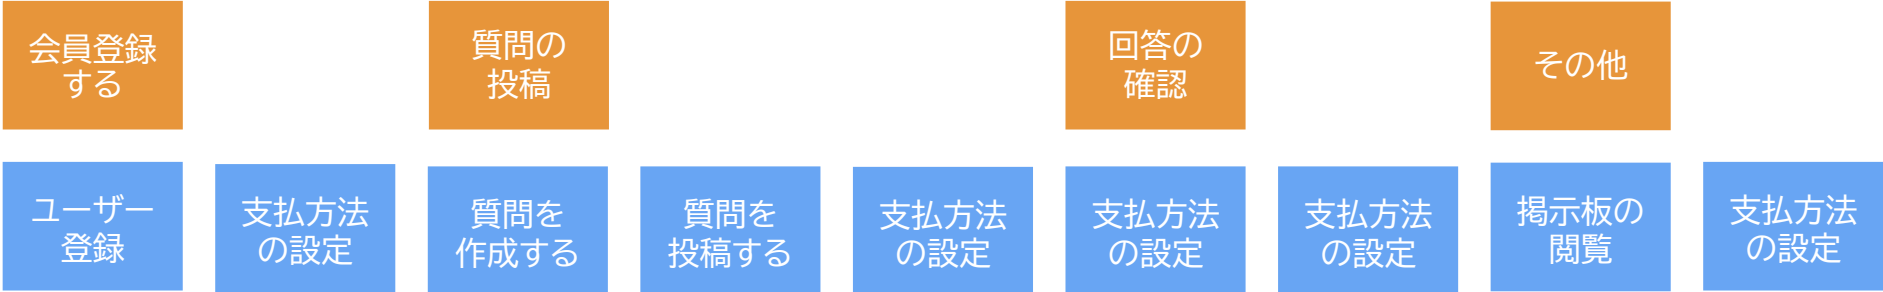 会員登録
する
質問の
投稿
回答の
確認
その他
ユーザー
登録
支払方法
の設定
質問を
作成する
質問を
投稿する
支払方法
の設定
支払方法
の設定
支払方法
の設定
掲示板の
閲覧
支払方法
の設定